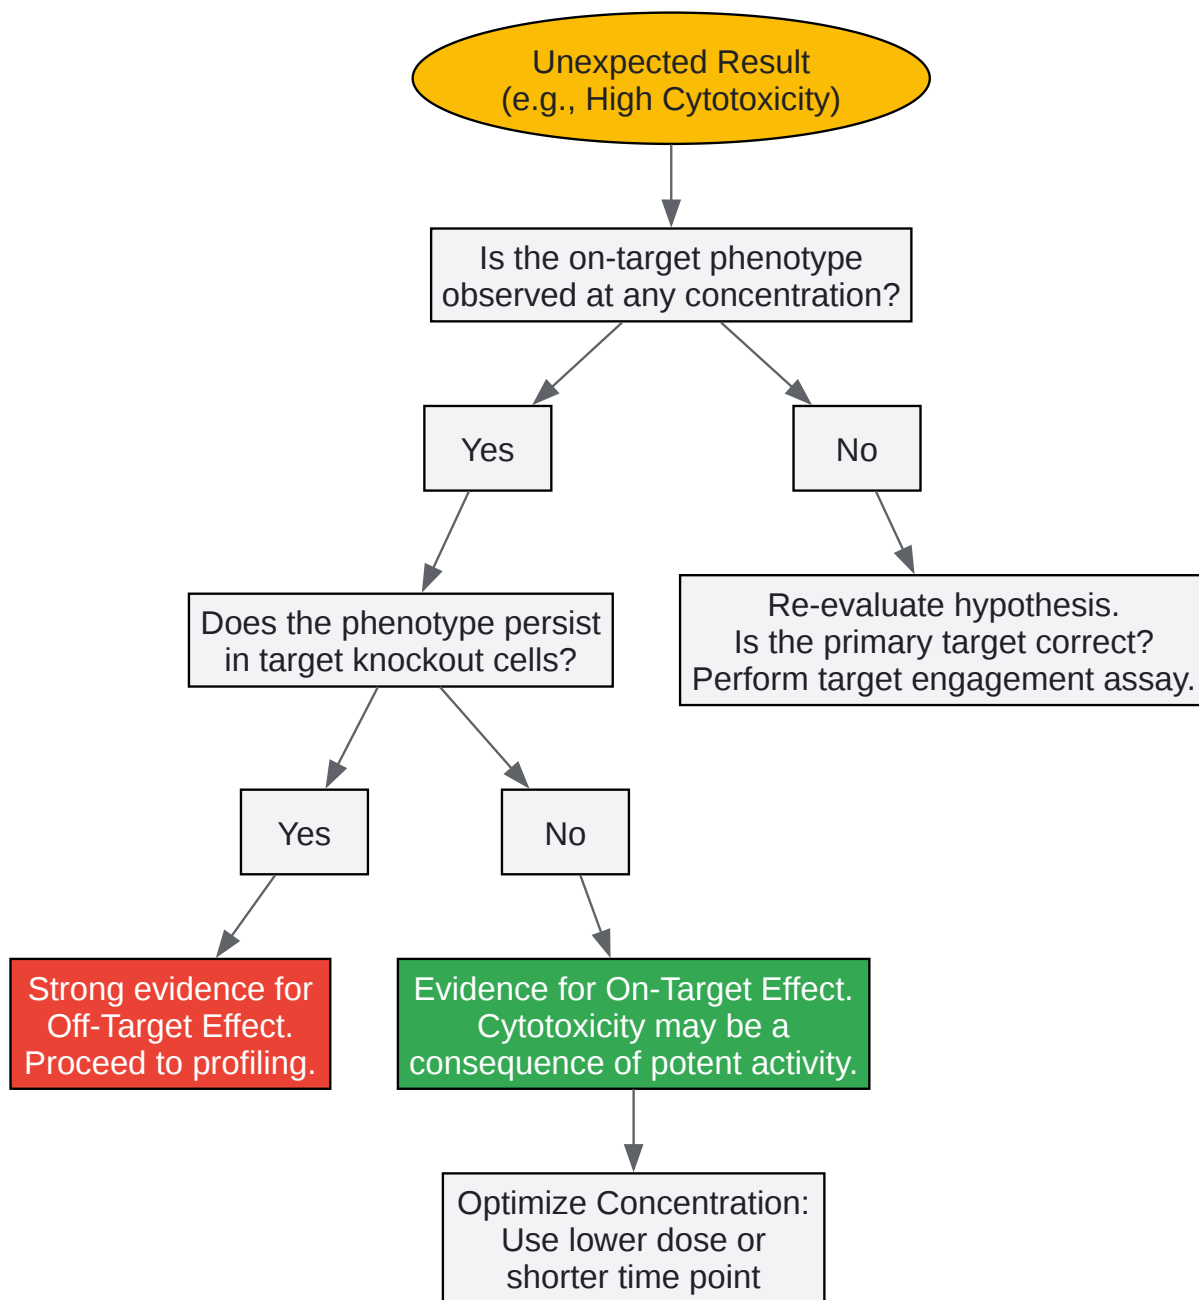 Unexpected Result
(e.g., High Cytotoxicity)
Is the on-target phenotype
observed at any concentration?
Yes
No
Does the phenotype persist
in target knockout cells?
Re-evaluate hypothesis.
Is the primary target correct?
Perform target engagement assay.
Yes
No
Strong evidence for
Off-Target Effect.
Proceed to profiling.
Evidence for On-Target Effect.
Cytotoxicity may be a
consequence of potent activity.
Optimize Concentration:
Use lower dose or
shorter time point